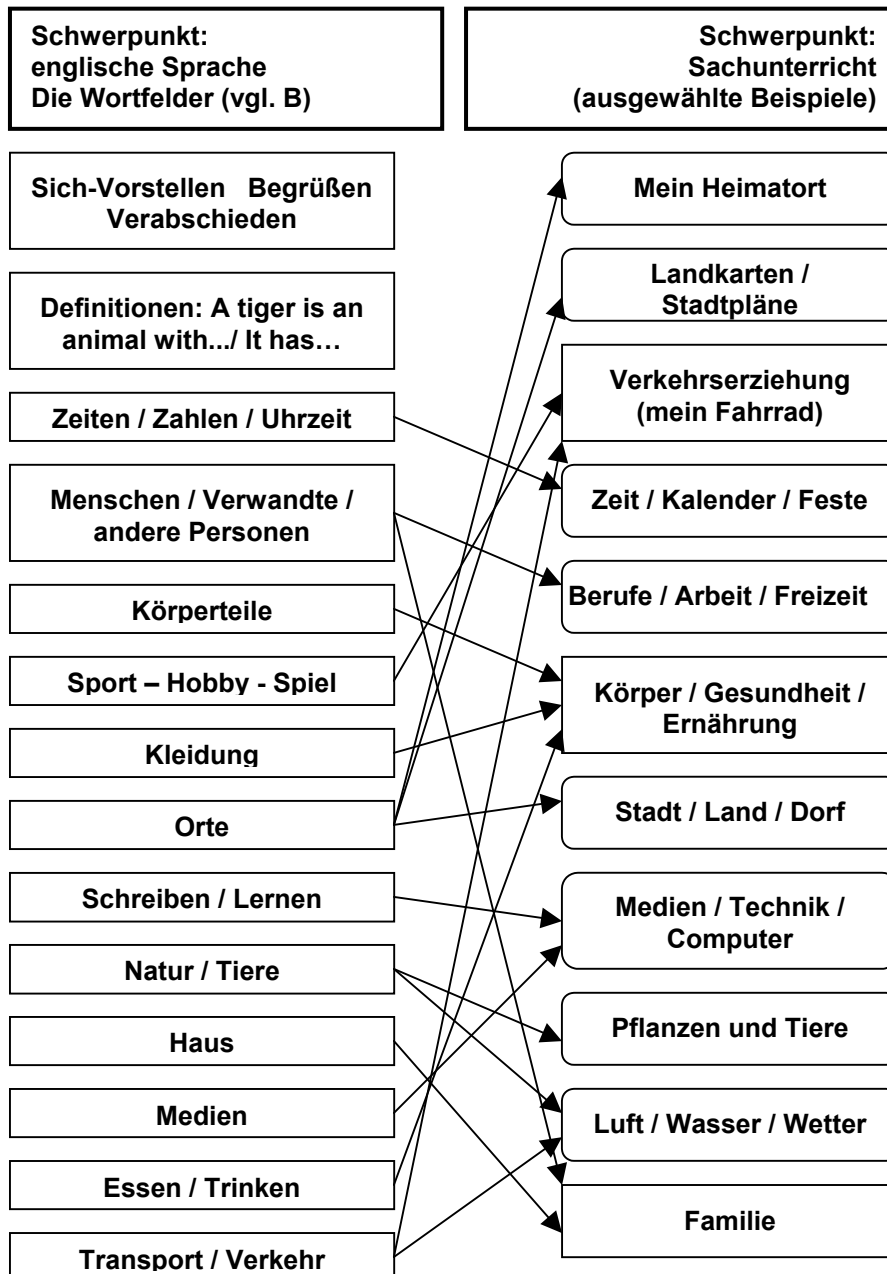 Schwerpunkt:
englische Sprache
Die Wortfelder (vgl. B)
Sich-Vorstellen Begrüßen
Verabschieden
Definitionen: A tiger is an
animal with.../ It has…
Zeiten / Zahlen / Uhrzeit
Menschen / Verwandte /
andere Personen
Körperteile
Sport – Hobby - Spiel
Kleidung
Orte
Schreiben / Lernen
Natur / Tiere
Haus
Medien
Essen / Trinken
Transport / Verkehr
Schwerpunkt:
Sachunterricht
(ausgewählte Beispiele)
Mein Heimatort
Landkarten /
Stadtpläne
Verkehrserziehung
(mein Fahrrad)
Zeit / Kalender / Feste
Berufe / Arbeit / Freizeit
Körper / Gesundheit /
Ernährung
Stadt / Land / Dorf
Medien / Technik /
Computer
Pflanzen und Tiere
Luft / Wasser / Wetter
Familie